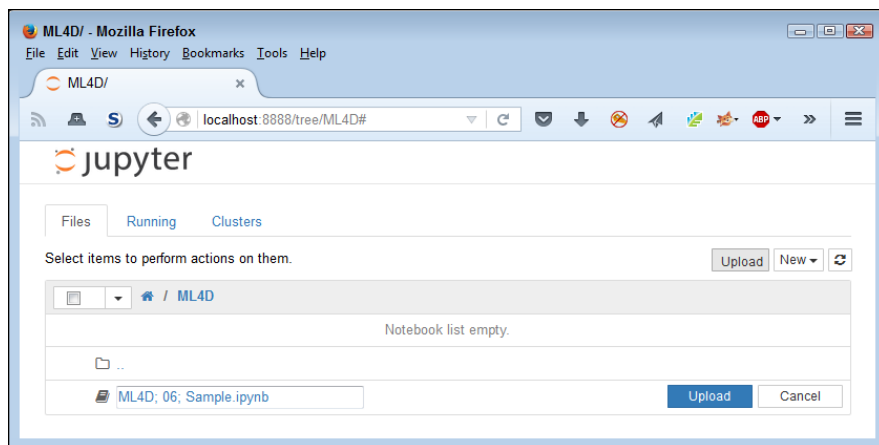 ML4D/ - Mozilla Firefox
File Edit View History Bookmarks Tools Help
ML4D/
S) localhost:8888/tree/ML4D# ABP
jupyter
Files Running Clusters
Select items to perform actions on them. Upload New
/ ML4D
Notebook list empty.
..
ML4D; 06; Sample.ipynb Upload Cancel